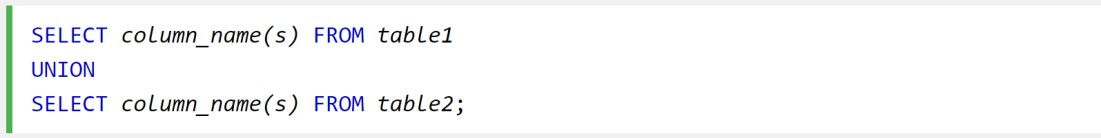 SELECT column_name(s) FROM table1
UNION
SELECT column_name(s) FROM table2;